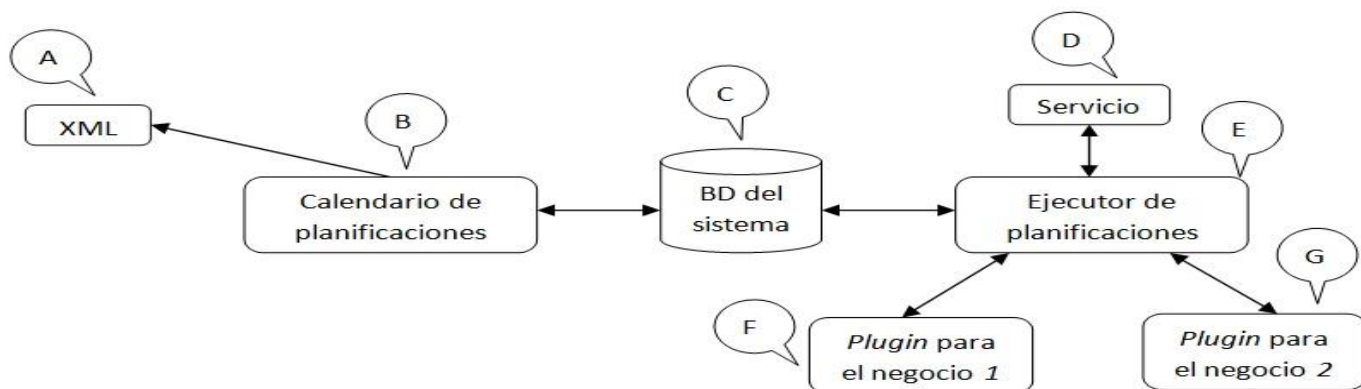 A
XML
B
Calendario de
planificaciones
C
BD del
sistema
D
Servicio
E
Ejecutor de
planificaciones
F
Plugin para
el negocio 1
G
Plugin para
el negocio 2